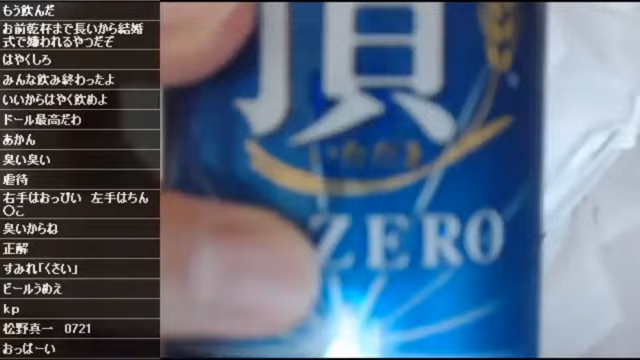 もう飲んだ
お前乾杯まで長いから結婚
式で嫌われるやつだぞ
はやくしろ
みんな飲み終わったよ
いいからはやく飲めよ
ドール最高だわ
あかん
臭い臭い
虐待
右手はおっぴい 左手はちん
〇こ
臭いからね
正解
すみれ「くさい」
ビールうめえ
kp
松野真一 0721
おっぱーい
頂
いただき
ZERO